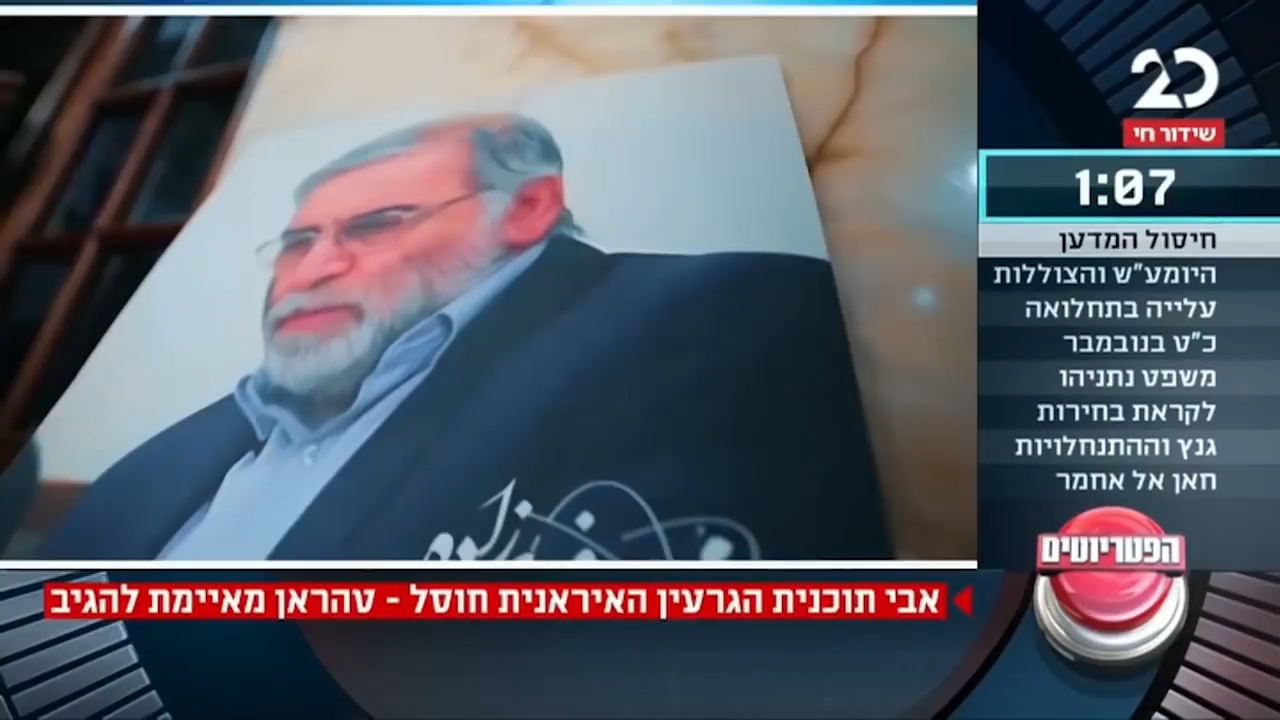 20
שידור חי
1:07
חיסול המדען
היומע"ש והצוללות
עלייה בתחלואה
כ"ט בנובמבר
משפט נתניהו
לקראת בחירות
גנץ וההתנחלויות
חאן אל אחמר
הפטריוטים
אבי תוכנית הגרעין האיראנית חוסל - טהראן מאיימת להגיב